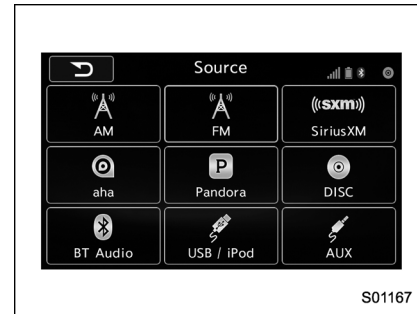 Source
((sxm))
AM FM SiriusXM
P
aha Pandora DISC
BT Audio USB / iPod AUX
S01167